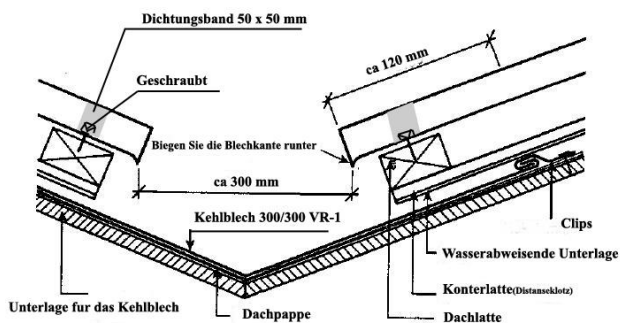 Dichtungsband 50 x 50 mm
Geschraubt
ca 120 mm
Biegen Sie die Blechkante runter
ca 300 mm
Kehlblech 300/300 VR-1
Clips
Wasserabweisende Unterlage
Konterlatte(Distanseklotz)
Unterlage fur das Kehlblech
Dachpappe
Dachlatte